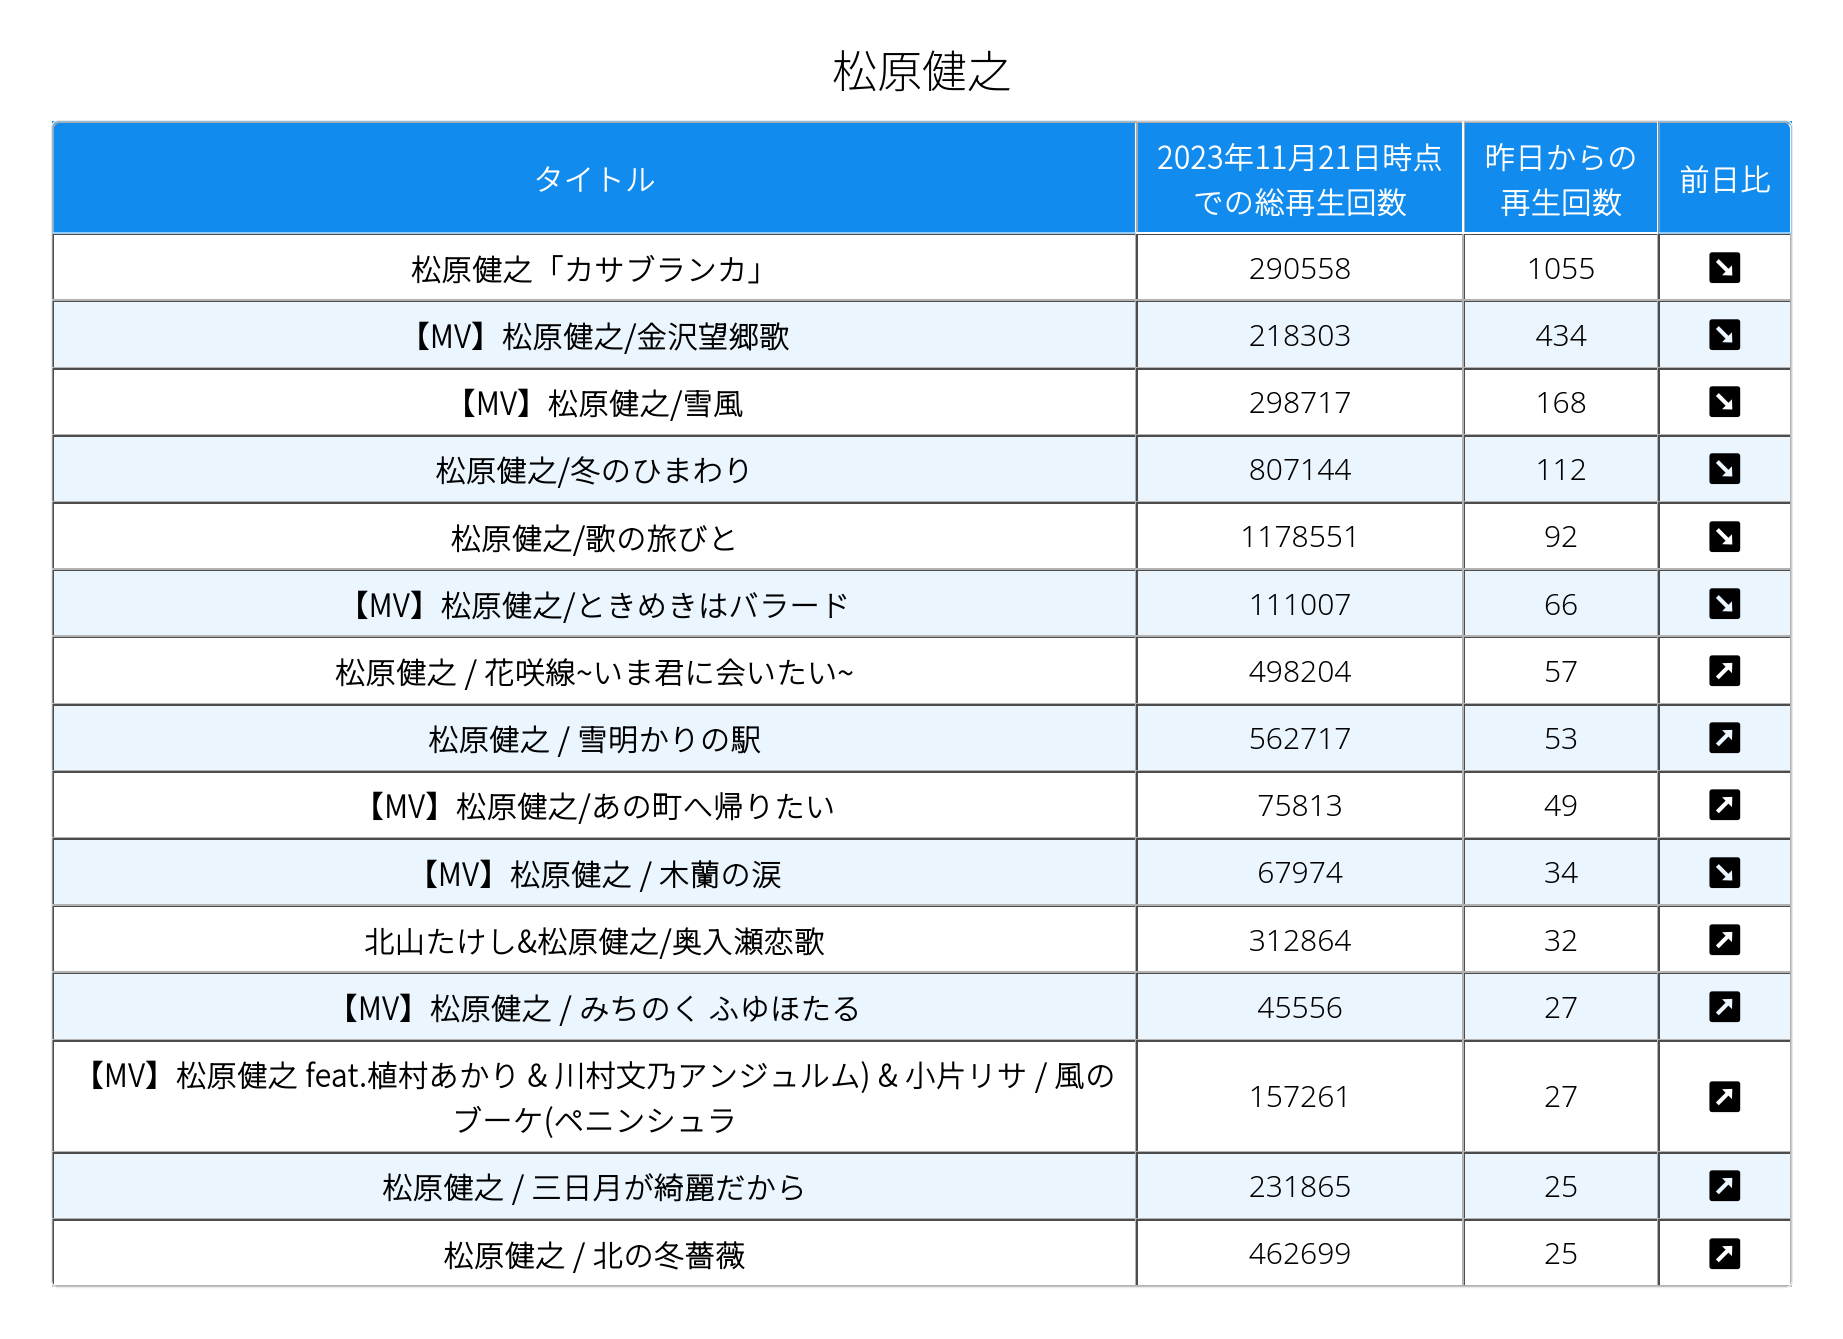 松原健之
タイトル
2023年11月21日時点
での総再生回数
昨日からの
再生回数
前日比
松原健之「カサブランカ」 290558 1055
【MV】松原健之/金沢望郷歌 218303 434
【MV】松原健之/雪風 298717 168
松原健之/冬のひまわり 807144 112
松原健之/歌の旅びと 1178551 92
【MV】松原健之/ときめきはバラード 111007 66
松原健之 / 花咲線~いま君に会いたい~ 498204 57
松原健之 / 雪明かりの駅 562717 53
【MV】松原健之/あの町へ帰りたい 75813 49
【MV】松原健之 / 木蘭の涙 67974 34
北山たけし&松原健之/奥入瀬恋歌 312864 32
【MV】松原健之 / みちのく ふゆほたる 45556 27
【MV】松原健之 feat.植村あかり & 川村文乃アンジュルム) & 小片リサ / 風の
ブーケ(ペニンシュラ
157261 27
松原健之 / 三日月が綺麗だから 231865 25
松原健之 / 北の冬薔薇 462699 25